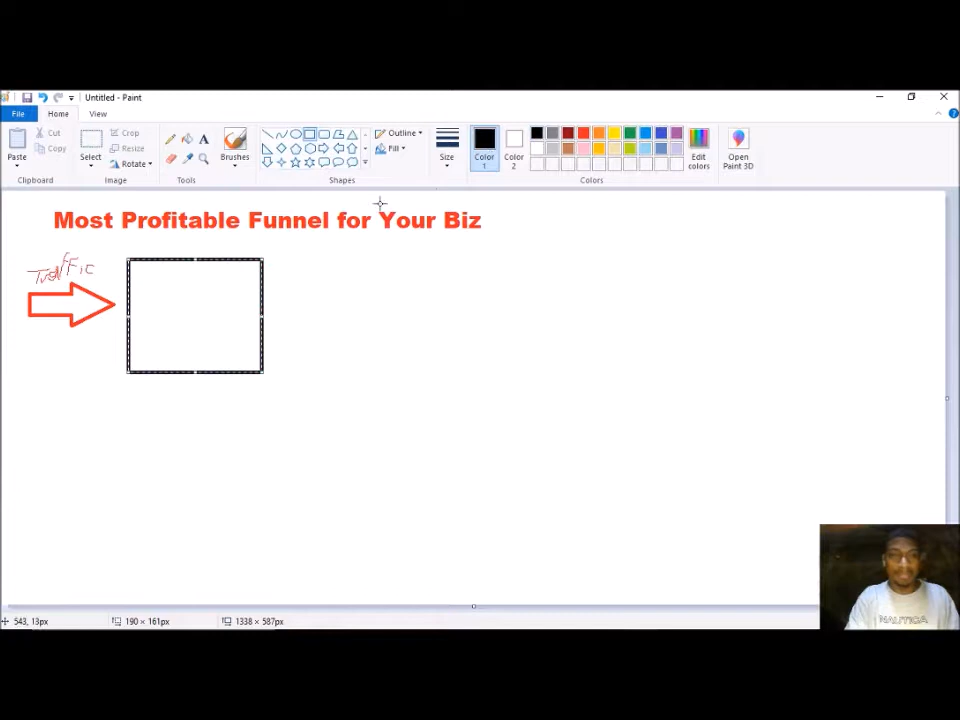 Untitled - Paint
File Home View
Paste Cut Copy Select Crop Resize Rotate Brushes Outline Fill Size Color 1 Color 2 Edit colors Open Paint 3D
Clipboard Image Tools Shapes Colors
Most Profitable Funnel for Your Biz
Traffic
NAUTICA
543, 13px 190 × 161px 1338 × 587px